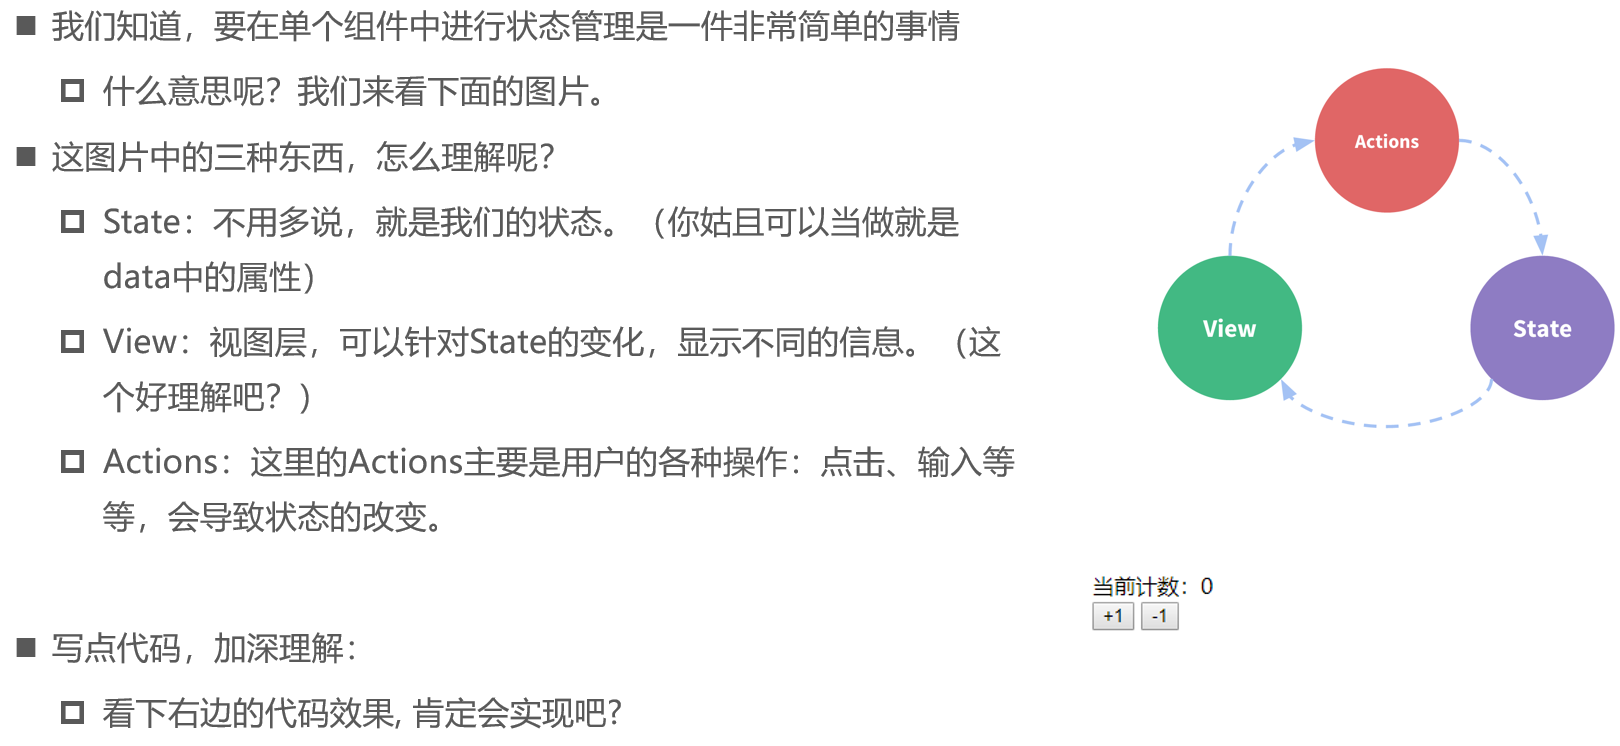 我们知道，要在单个组件中进行状态管理是一件非常简单的事情
什么意思呢？我们来看下面的图片。
这图片中的三种东西，怎么理解呢？
State：不用多说，就是我们的状态。（你姑且可以当做就是
data中的属性）
View：视图层，可以针对State的变化，显示不同的信息。（这
个好理解吧？）
Actions：这里的Actions主要是用户的各种操作：点击、输入等
等，会导致状态的改变。
写点代码，加深理解：
看下右边的代码效果, 肯定会实现吧?
Actions
View
State
当前计数：0
+1 -1